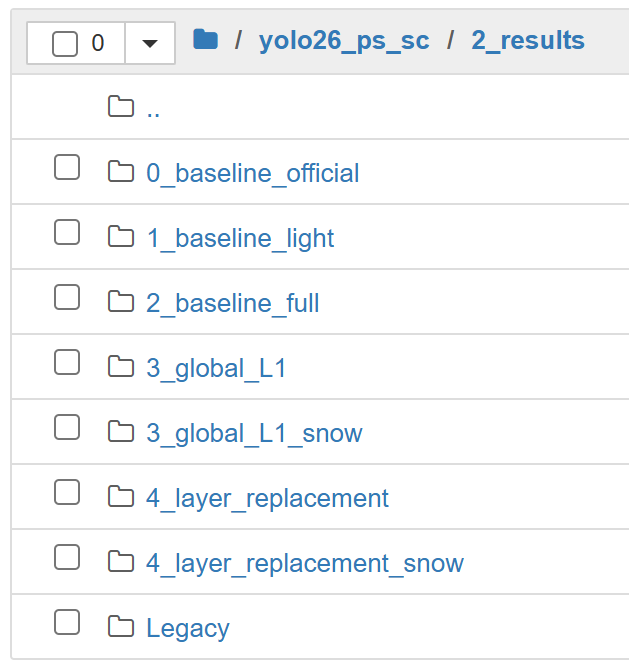 0 / yolo26_ps_sc / 2_results
..
0_baseline_official
1_baseline_light
2_baseline_full
3_global_L1
3_global_L1_snow
4_layer_replacement
4_layer_replacement_snow
Legacy